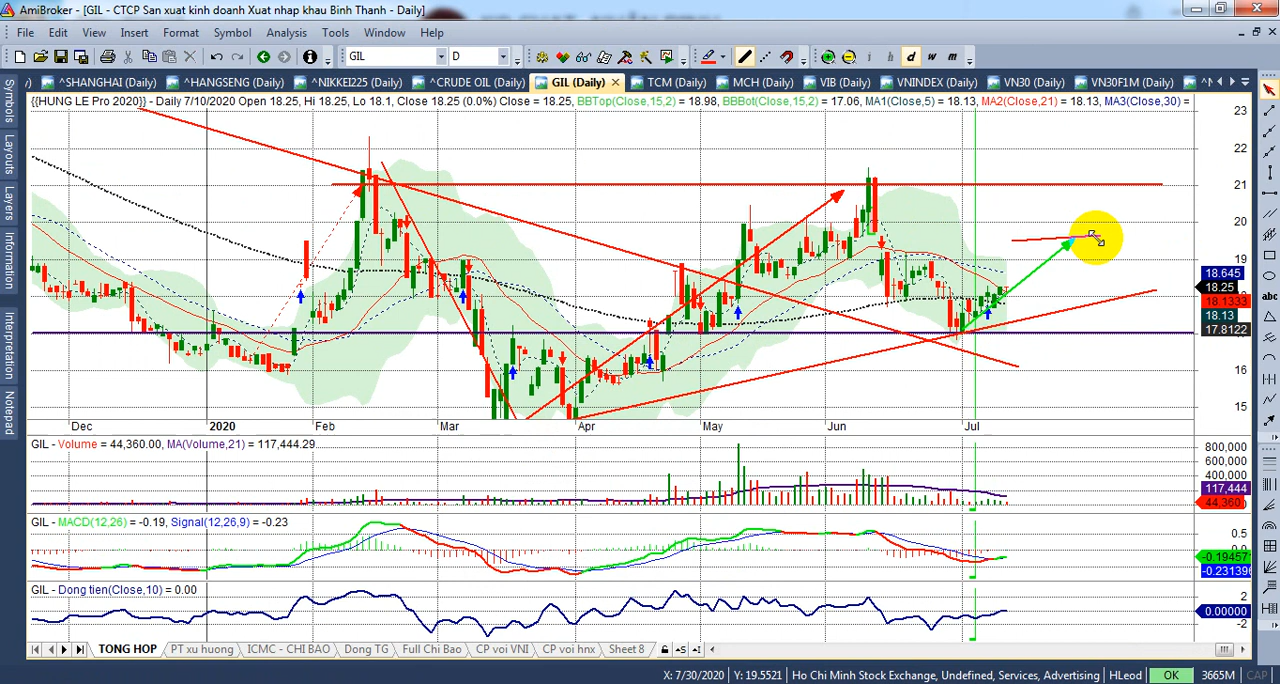 AmiBroker - [GIL - CTCP San xuat kinh doanh Xuat nhap khau Binh Thanh - Daily]
File Edit View Insert Format Symbol Analysis Tools Window Help
GIL D i h d w m
^SHANGHAI (Daily) ^HANGSENG (Daily) ^NIKKEI225 (Daily) ^CRUDE OIL (Daily) GIL (Daily) TCM (Daily) MCH (Daily) VIB (Daily) VNINDEX (Daily) VN30 (Daily) VN30F1M (Daily)
{{HUNG LE Pro 2020}} - Daily 7/10/2020 Open 18.25, Hi 18.25, Lo 18.1, Close 18.25 (0.0%) Close = 18.25, BBTop(Close,15,2) = 18.98, BBBot(Close,15,2) = 17.06, MA1(Close,5) = 18.13, MA2(Close,21) = 18.13, MA3(Close,30) =
Symbols
Layouts
Layers
Information
Interpretation
Notepad
23
22
21
20
19
18.645
18.25
18.1333
18.13
17.8122
16
15
abc
Dec 2020 Feb Mar Apr May Jun Jul
GIL - Volume = 44,360.00, MA(Volume,21) = 117,444.29
800,000
600,000
400,000
117,444
44,360
GIL - MACD(12,26) = -0.19, Signal(12,26,9) = -0.23
0.5
-0.19457
-0.231396
GIL - Dong tien(Close,10) = 0.00
2
0.00000
-2
TONG HOP PT xu huong ICMC - CHI BAO Dong TG Full Chi Bao CP voi VNI CP voi hnx Sheet 8
X: 7/30/2020 Y: 19.5521 Ho Chi Minh Stock Exchange, Undefined, Services, Advertising HLeod OK 3665M CAP